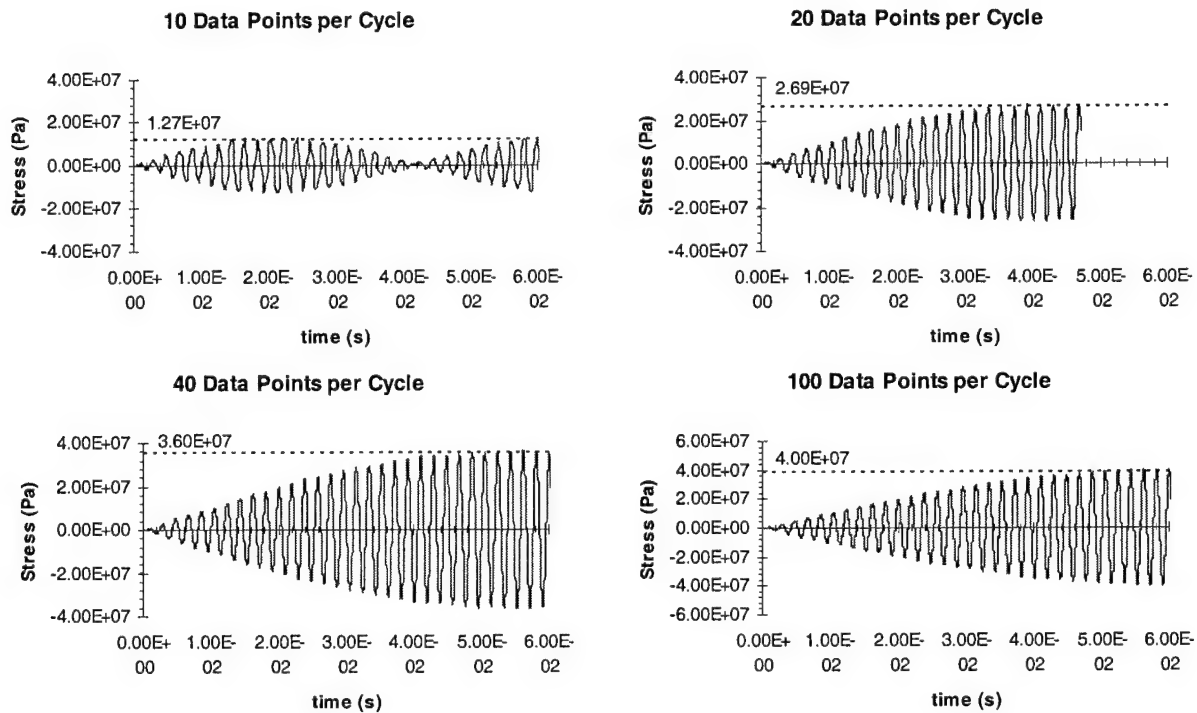 10 Data Points per Cycle
4.00E+07
2.00E+07
0.00E+00
-2.00E+07
-4.00E+07
1.27E+07
Stress (Pa)
0.00E+ 1.00E- 2.00E- 3.00E- 4.00E- 5.00E- 6.00E-
00 02 02 02 02 02 02
time (s)
20 Data Points per Cycle
4.00E+07
2.00E+07
0.00E+00
-2.00E+07
-4.00E+07
2.69E+07
Stress (Pa)
0.00E+ 1.00E- 2.00E- 3.00E- 4.00E- 5.00E- 6.00E-
00 02 02 02 02 02 02
time (s)
40 Data Points per Cycle
4.00E+07
2.00E+07
0.00E+00
-2.00E+07
-4.00E+07
3.60E+07
Stress (Pa)
0.00E+ 1.00E- 2.00E- 3.00E- 4.00E- 5.00E- 6.00E-
00 02 02 02 02 02 02
time (s)
100 Data Points per Cycle
6.00E+07
4.00E+07
2.00E+07
0.00E+00
-2.00E+07
-4.00E+07
-6.00E+07
4.00E+07
Stress (Pa)
0.00E+ 1.00E- 2.00E- 3.00E- 4.00E- 5.00E- 6.00E-
00 02 02 02 02 02 02
time (s)